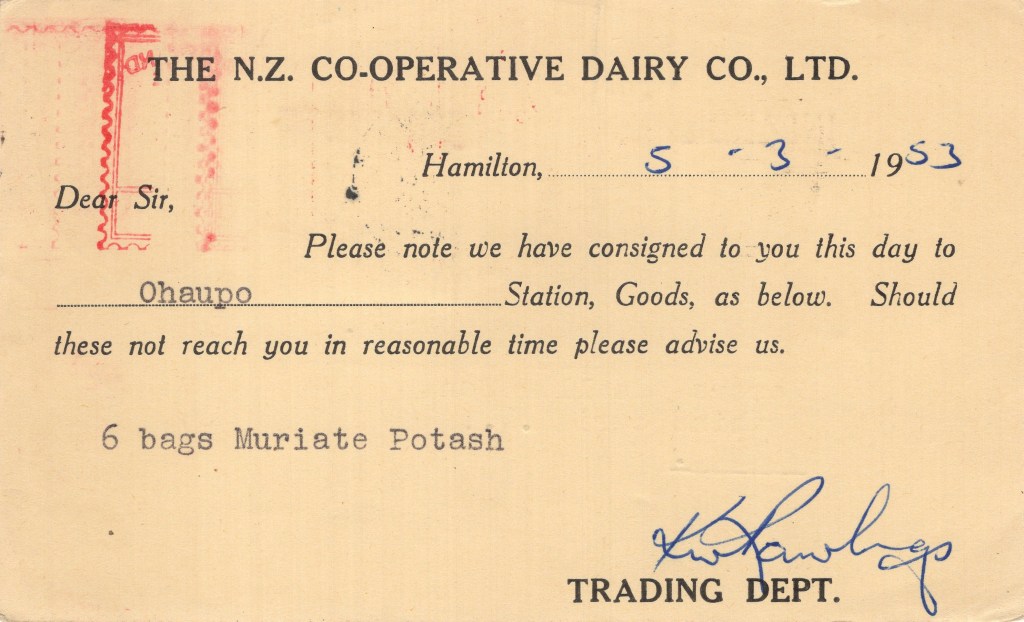 THE N.Z. CO-OPERATIVE DAIRY CO., LTD.
Hamilton, 5 - 3 - 1953
Dear Sir,
Please note we have consigned to you this day to
Ohaupo Station, Goods, as below. Should
these not reach you in reasonable time please advise us.
6 bags Muriate Potash
KW Rawlings
TRADING DEPT.